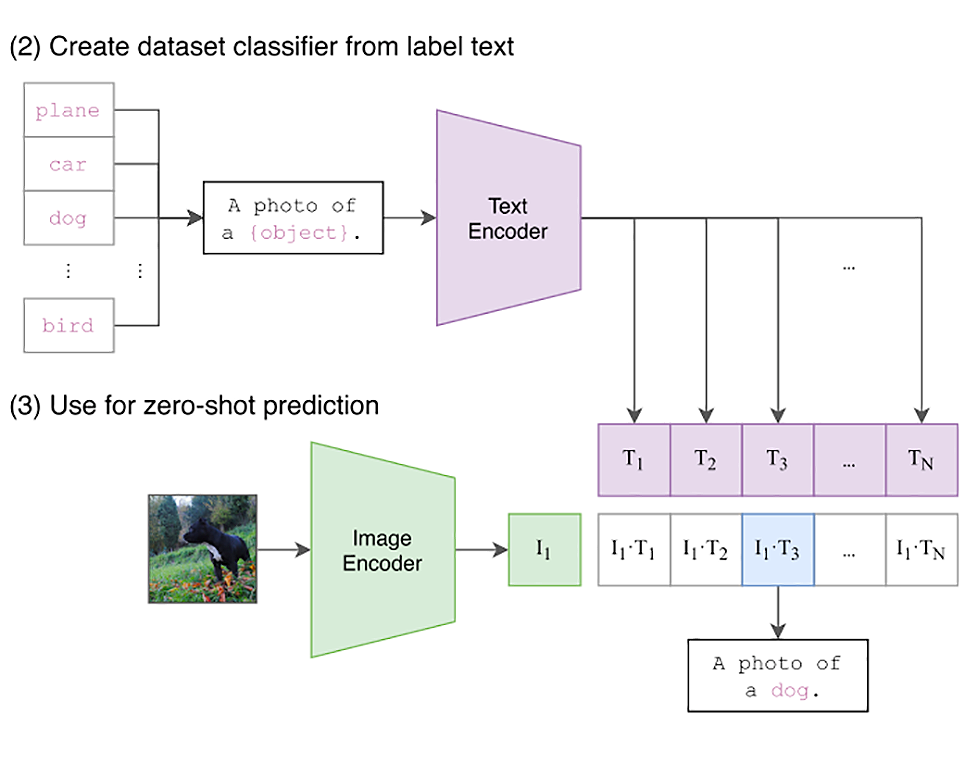 (2) Create dataset classifier from label text
plane
car
dog
⋮
⋮
bird
A photo of
a {object}.
Text
Encoder
...
(3) Use for zero-shot prediction
Image
Encoder
I₁
T₁ T₂ T₃ ... T_N
I₁·T₁ I₁·T₂ I₁·T₃ ... I₁·T_N
A photo of
a dog.